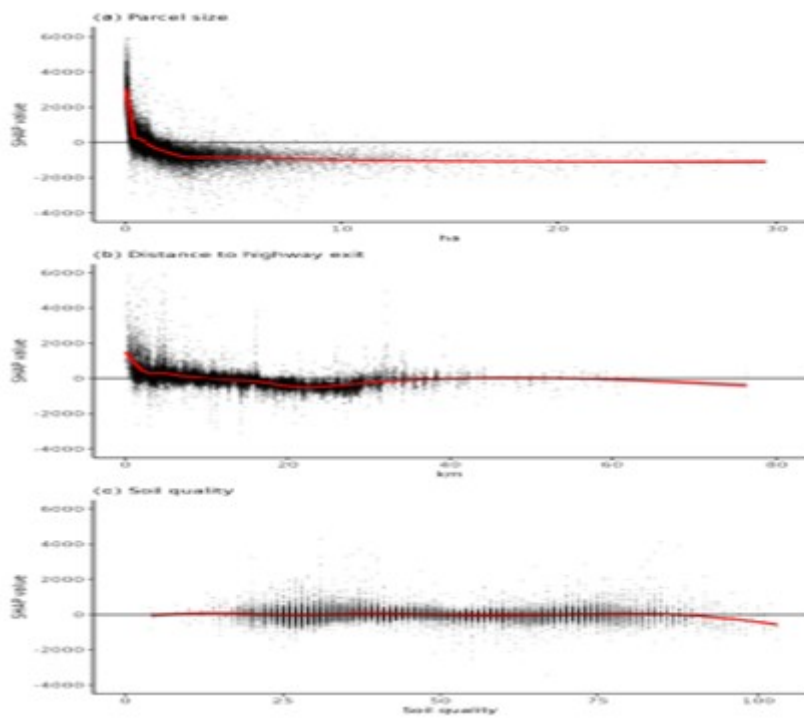 (a) Parcel size
6000
4000
2000
0
-2000
-4000
SHAP value
0 10 20 30
ha
(b) Distance to highway exit
6000
4000
2000
0
-2000
-4000
SHAP value
0 20 40 60 80
km
(c) Soil quality
6000
4000
2000
0
-2000
-4000
SHAP value
0 25 50 75 100
Soil quality